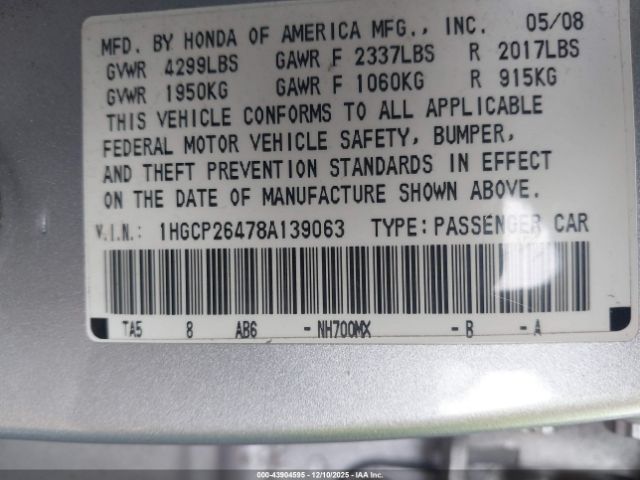 MFD. BY HONDA OF AMERICA MFG., INC. 05/08
GVWR 4299LBS GAWR F 2337LBS R 2017LBS
GVWR 1950KG GAWR F 1060KG R 915KG
THIS VEHICLE CONFORMS TO ALL APPLICABLE
FEDERAL MOTOR VEHICLE SAFETY, BUMPER,
AND THEFT PREVENTION STANDARDS IN EFFECT
ON THE DATE OF MANUFACTURE SHOWN ABOVE.
V.I.N.: 1HGCP26478A139063 TYPE: PASSENGER CAR
TA5 8 AB6 - NH700MX - B - A
000-43904595 - 12/10/2025 - IAAI.COM